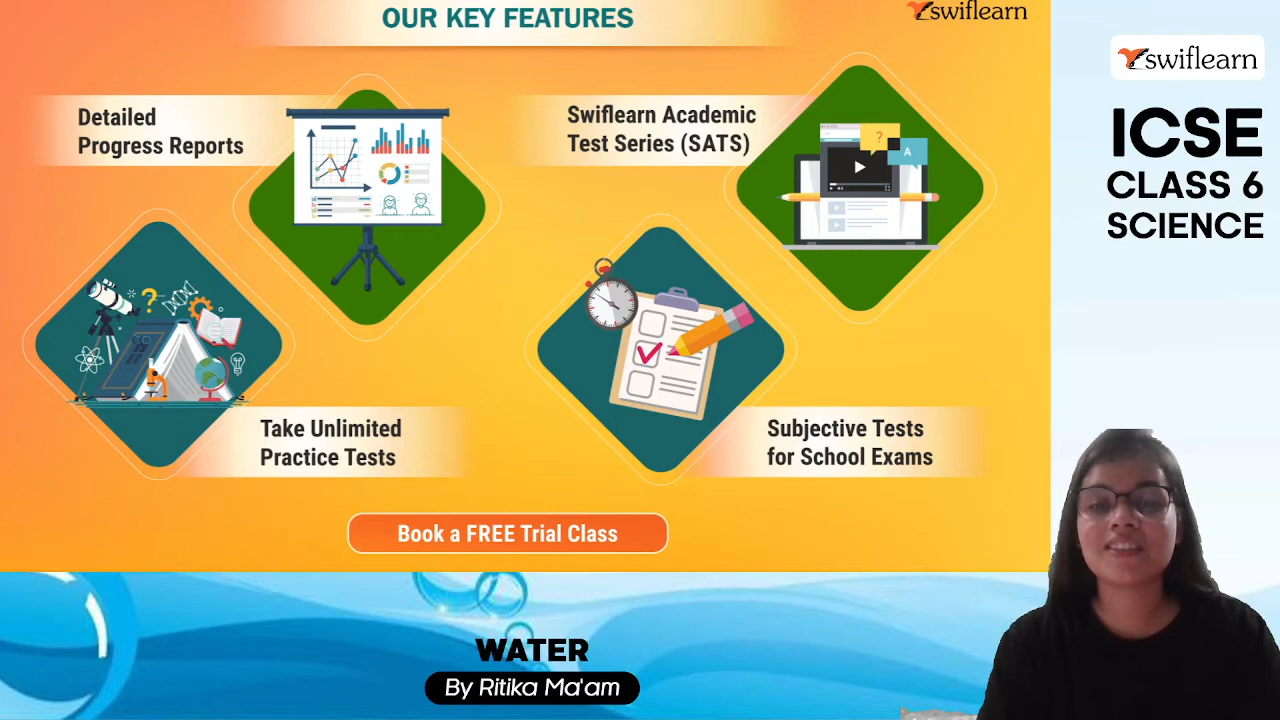 OUR KEY FEATURES
swiflearn
Detailed
Progress Reports
Swiflearn Academic
Test Series (SATS)
?
A
?
Take Unlimited
Practice Tests
Subjective Tests
for School Exams
Book a FREE Trial Class
swiflearn
ICSE
CLASS 6
SCIENCE
WATER
By Ritika Ma'am